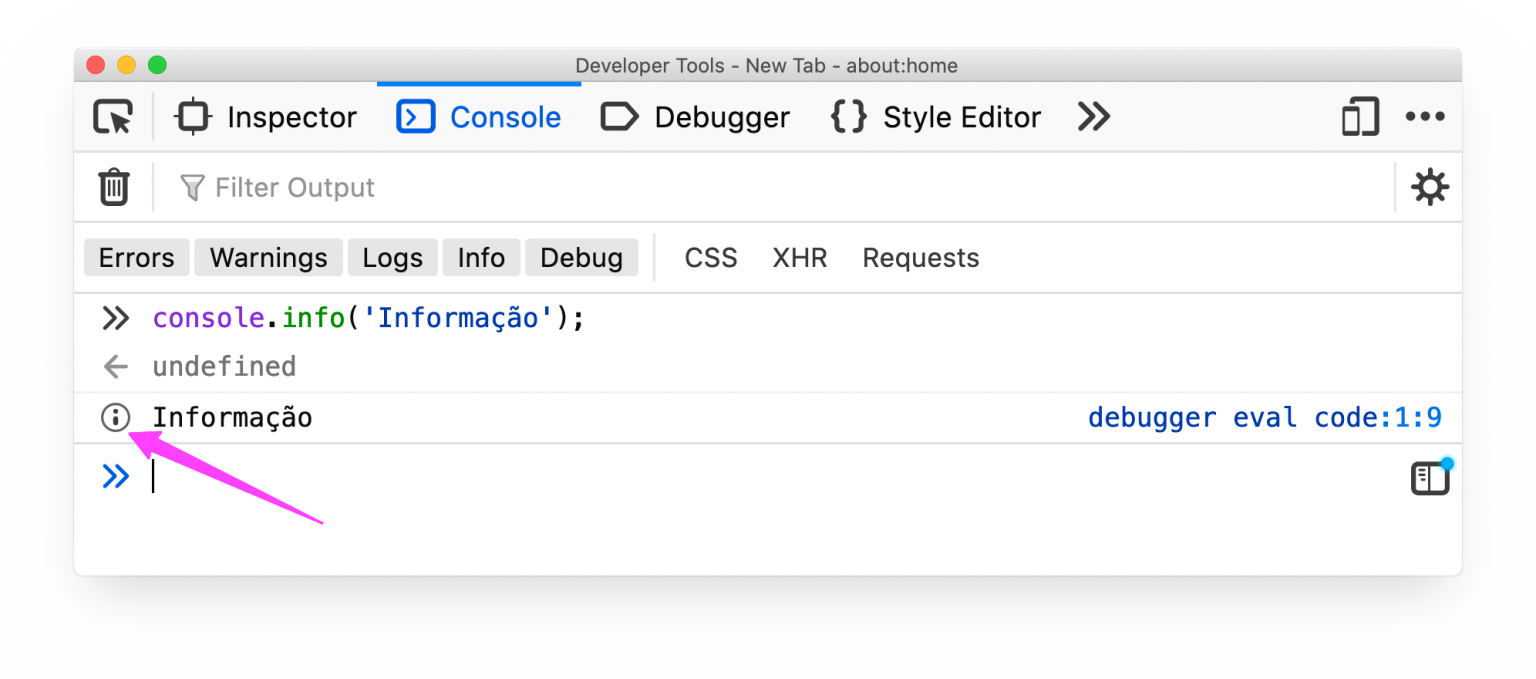 Developer Tools - New Tab - about:home
Inspector Console Debugger Style Editor
Filter Output
Errors Warnings Logs Info Debug CSS XHR Requests
console.info('Informação');
undefined
Informação debugger eval code:1:9